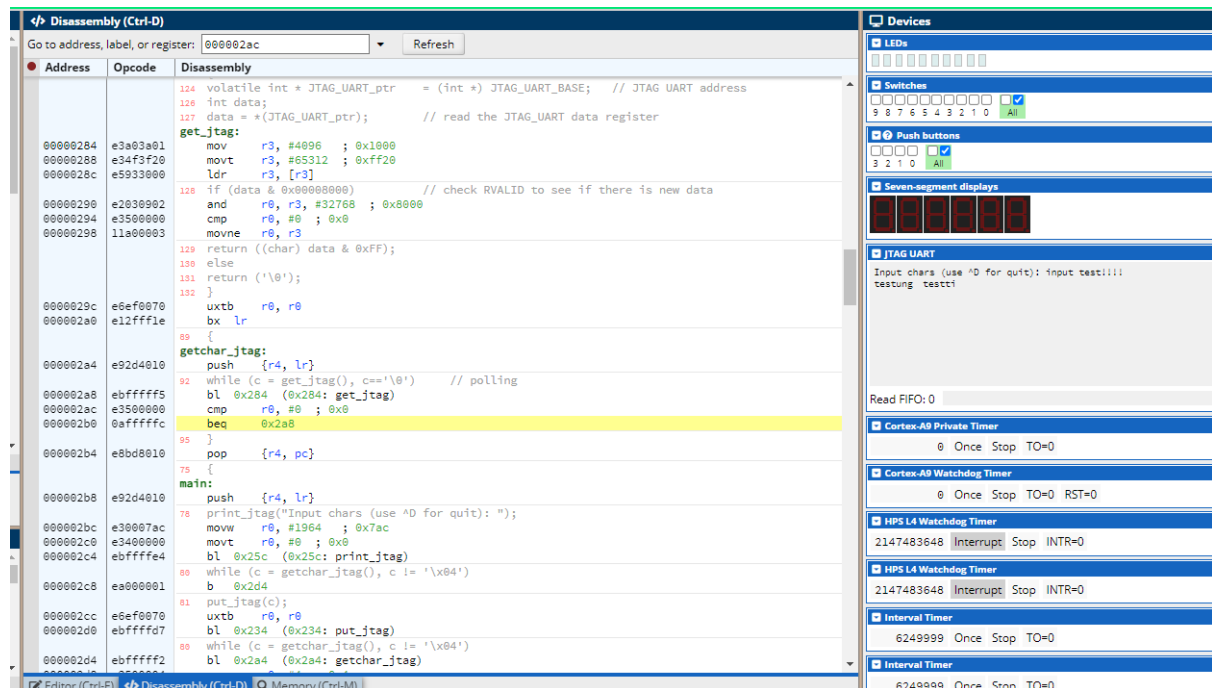 </> Disassembly (Ctrl-D)
Go to address, label, or register: 000002ac Refresh
Address Opcode Disassembly
124 volatile int * JTAG_UART_ptr = (int *) JTAG_UART_BASE; // JTAG UART address
126 int data;
127 data = *(JTAG_UART_ptr); // read the JTAG_UART data register
get_jtag:
00000284 e3a03a01 mov r3, #4096 ; 0x1000
00000288 e34f3f20 movt r3, #65312 ; 0xff20
0000028c e5933000 ldr r3, [r3]
128 if (data & 0x00008000) // check RVALID to see if there is new data
00000290 e2030902 and r0, r3, #32768 ; 0x8000
00000294 e3500000 cmp r0, #0 ; 0x0
00000298 11a00003 movne r0, r3
129 return ((char) data & 0xFF);
130 else
131 return ('\0');
132 }
0000029c e6ef0070 uxtb r0, r0
000002a0 e12fff1e bx lr
89 {
getchar_jtag:
000002a4 e92d4010 push {r4, lr}
92 while (c = get_jtag(), c=='\0') // polling
000002a8 ebfffff5 bl 0x284 (0x284: get_jtag)
000002ac e3500000 cmp r0, #0 ; 0x0
000002b0 0afffffc beq 0x2a8
95 }
000002b4 e8bd8010 pop {r4, pc}
75 {
main:
000002b8 e92d4010 push {r4, lr}
78 print_jtag("Input chars (use ^D for quit): ");
000002bc e30007ac movw r0, #1964 ; 0x7ac
000002c0 e3400000 movt r0, #0 ; 0x0
000002c4 ebffffe4 bl 0x25c (0x25c: print_jtag)
80 while (c = getchar_jtag(), c != '\x04')
000002c8 ea000001 b 0x2d4
81 put_jtag(c);
000002cc e6ef0070 uxtb r0, r0
000002d0 ebffffd7 bl 0x234 (0x234: put_jtag)
80 while (c = getchar_jtag(), c != '\x04')
000002d4 ebfffff2 bl 0x2a4 (0x2a4: getchar_jtag)
Editor (Ctrl-E) </> Disassembly (Ctrl-D) Memory (Ctrl-M)
Devices
LEDs
Switches
9 8 7 6 5 4 3 2 1 0 All
Push buttons
3 2 1 0 All
Seven-segment displays
JTAG UART
Input chars (use ^D for quit): input test!!!!
testung testti
Read FIFO: 0
Cortex-A9 Private Timer
0 Once Stop TO=0
Cortex-A9 Watchdog Timer
0 Once Stop TO=0 RST=0
HPS L4 Watchdog Timer
2147483648 Interrupt Stop INTR=0
HPS L4 Watchdog Timer
2147483648 Interrupt Stop INTR=0
Interval Timer
6249999 Once Stop TO=0
Interval Timer
6249999 Once Stop TO=0